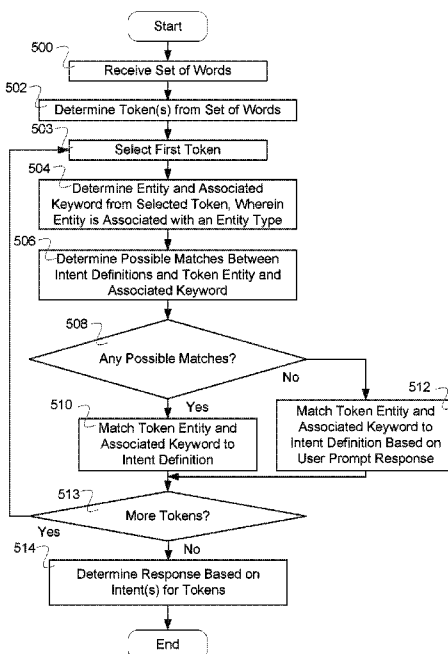 Start
500
Receive Set of Words
502
Determine Token(s) from Set of Words
503
Select First Token
504
Determine Entity and Associated
Keyword from Selected Token, Wherein
Entity is Associated with an Entity Type
506
Determine Possible Matches Between
Intent Definitions and Token Entity and
Associated Keyword
508
Any Possible Matches?
No
Yes
510
Match Token Entity and
Associated Keyword to
Intent Definition
512
Match Token Entity and
Associated Keyword to
Intent Definition Based on
User Prompt Response
513
More Tokens?
Yes
No
514
Determine Response Based on
Intent(s) for Tokens
End